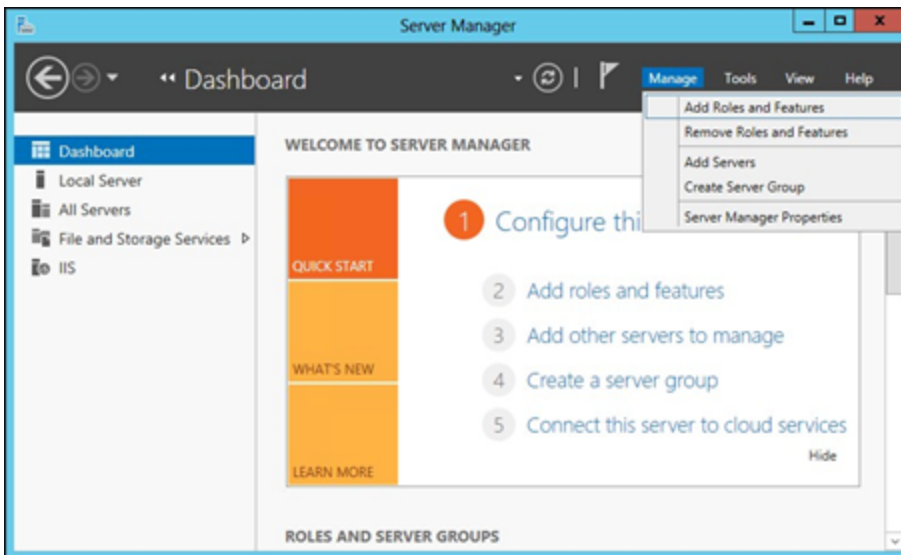 Server Manager
Dashboard
Manage Tools View Help
Add Roles and Features
Remove Roles and Features
Add Servers
Create Server Group
Server Manager Properties
Dashboard
Local Server
All Servers
File and Storage Services
IIS
WELCOME TO SERVER MANAGER
QUICK START
WHAT'S NEW
LEARN MORE
1 Configure thi
2 Add roles and features
3 Add other servers to manage
4 Create a server group
5 Connect this server to cloud services
Hide
ROLES AND SERVER GROUPS